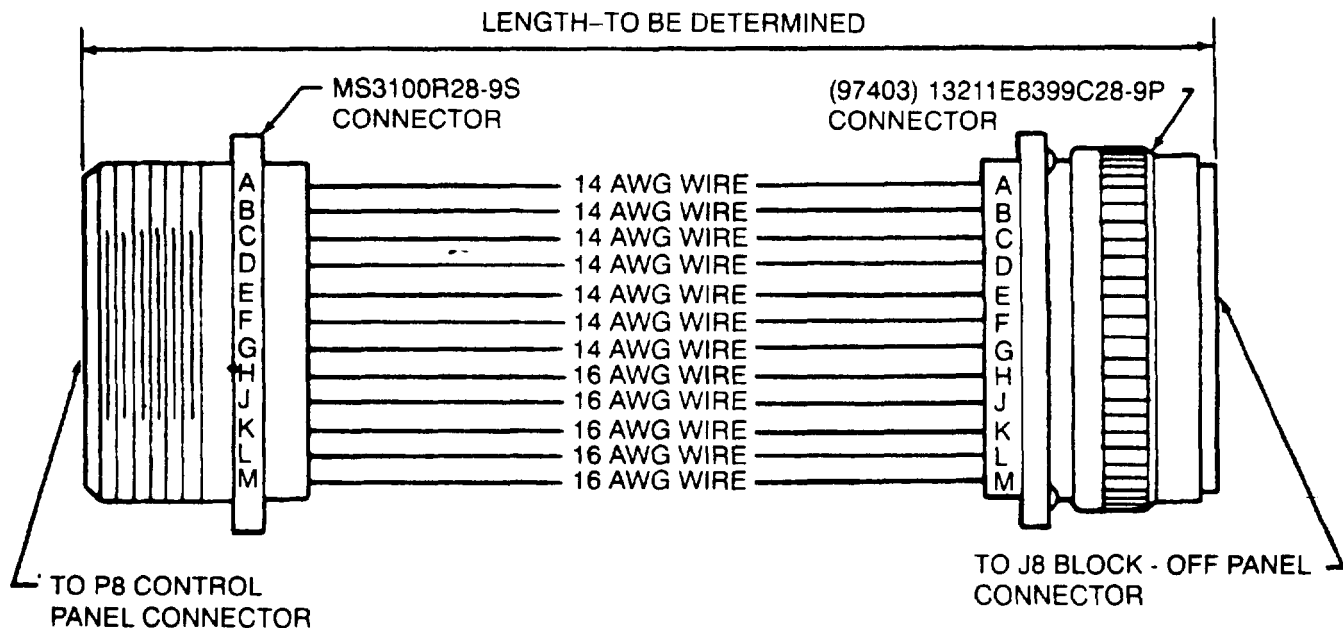 LENGTH–TO BE DETERMINED
MS3100R28-9S
CONNECTOR
(97403) 13211E8399C28-9P
CONNECTOR
A 14 AWG WIRE A
B 14 AWG WIRE B
C 14 AWG WIRE C
D 14 AWG WIRE D
E 14 AWG WIRE E
F 14 AWG WIRE F
G 14 AWG WIRE G
H 16 AWG WIRE H
J 16 AWG WIRE J
K 16 AWG WIRE K
L 16 AWG WIRE L
M 16 AWG WIRE M
TO P8 CONTROL
PANEL CONNECTOR
TO J8 BLOCK - OFF PANEL
CONNECTOR